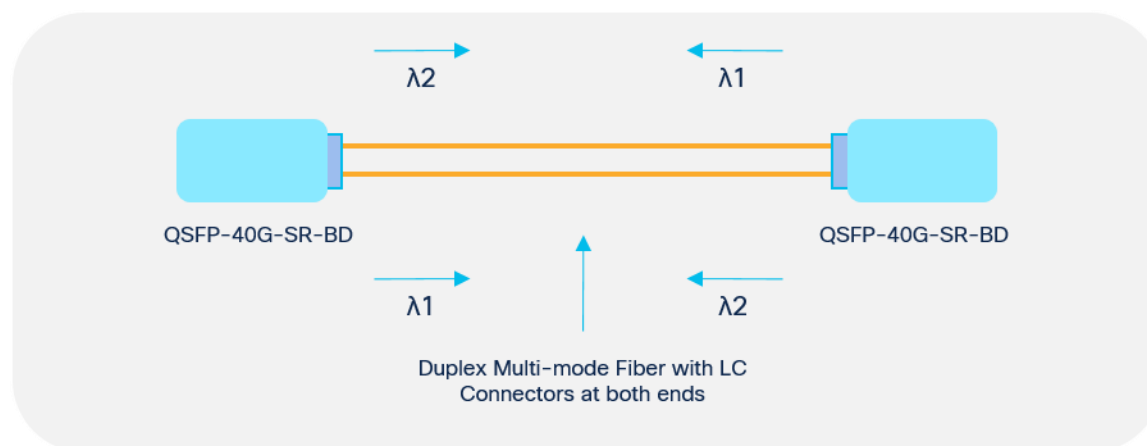 λ2
λ1
QSFP-40G-SR-BD
QSFP-40G-SR-BD
λ1
λ2
Duplex Multi-mode Fiber with LC
Connectors at both ends